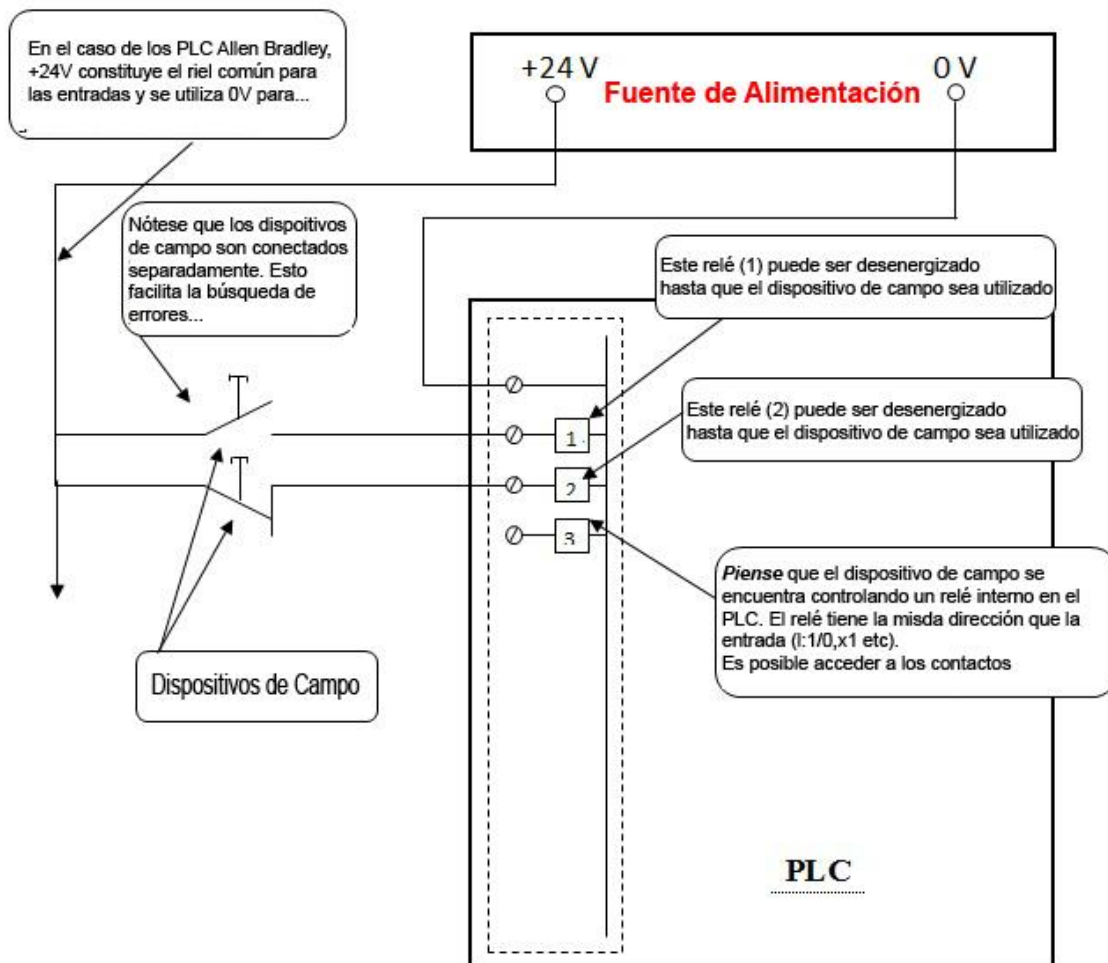 En el caso de los PLC Allen Bradley,
+24V constituye el riel común para
las entradas y se utiliza 0V para...
+24 V
0 V
Fuente de Alimentación
Nótese que los dispoitivos
de campo son conectados
separadamente. Esto
facilita la búsqueda de
errores...
Este relé (1) puede ser desenergizado
hasta que el dispositivo de campo sea utilizado
Este relé (2) puede ser desenergizado
hasta que el dispositivo de campo sea utilizado
1
2
3
Piense que el dispositivo de campo se
encuentra controlando un relé interno en el
PLC. El relé tiene la misda dirección que la
entrada (I:1/0,x1 etc).
Es posible acceder a los contactos
Dispositivos de Campo
PLC